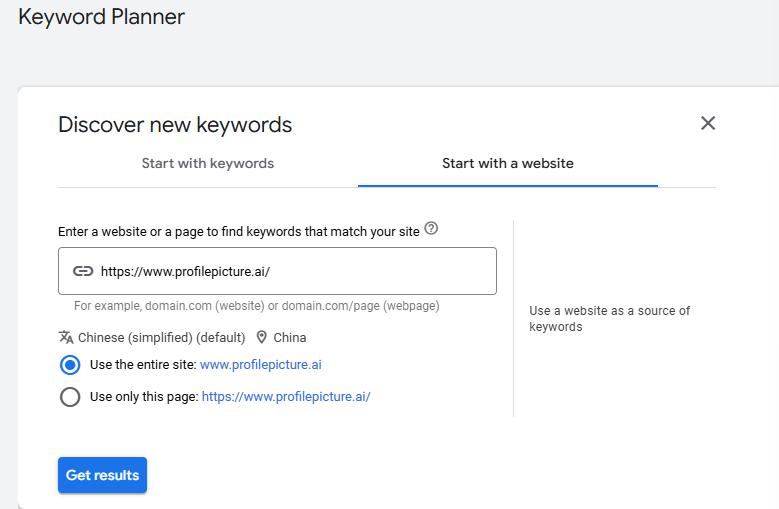 Keyword Planner
Discover new keywords
Start with keywords
Start with a website
Enter a website or a page to find keywords that match your site
https://www.profilepicture.ai/
For example, domain.com (website) or domain.com/page (webpage)
Use a website as a source of
keywords
Chinese (simplified) (default) China
Use the entire site: www.profilepicture.ai
Use only this page: https://www.profilepicture.ai/
Get results